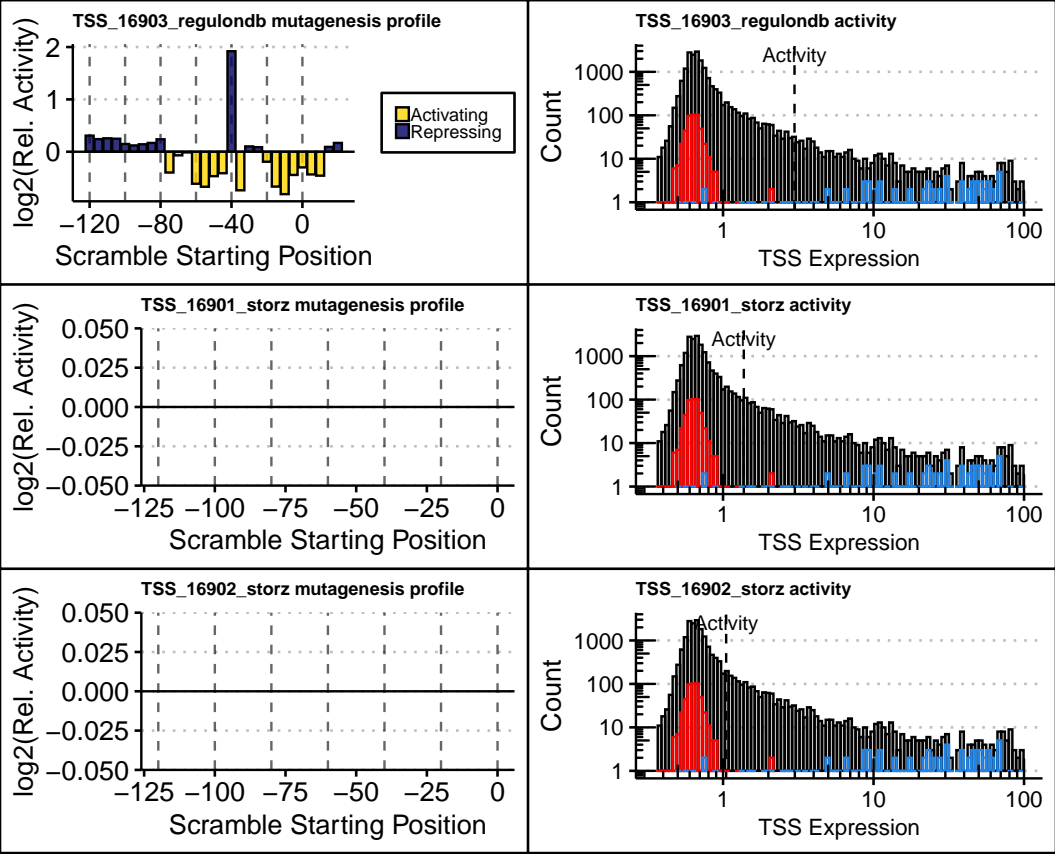 TSS_16903_regulondb mutagenesis profile
log2(Rel. Activity)
2
1
0
−120 −80 −40 0
Scramble Starting Position
Activating
Repressing
TSS_16903_regulondb activity
Activity
Count
1000
100
10
1
1 10 100
TSS Expression
TSS_16901_storz mutagenesis profile
log2(Rel. Activity)
0.050
0.025
0.000
−0.025
−0.050
−125 −100 −75 −50 −25 0
Scramble Starting Position
TSS_16901_storz activity
Activity
Count
1000
100
10
1
1 10 100
TSS Expression
TSS_16902_storz mutagenesis profile
log2(Rel. Activity)
0.050
0.025
0.000
−0.025
−0.050
−125 −100 −75 −50 −25 0
Scramble Starting Position
TSS_16902_storz activity
Activity
Count
1000
100
10
1
1 10 100
TSS Expression